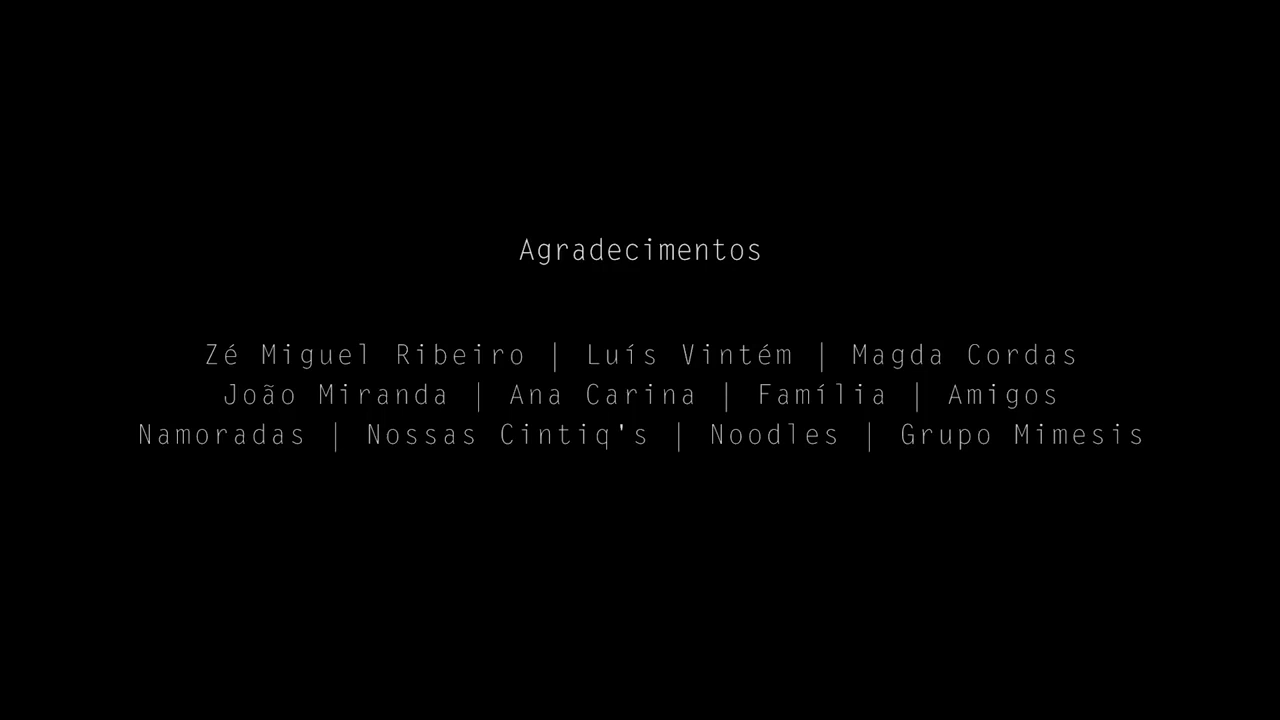 Agradecimentos
Zé Miguel Ribeiro | Luís Vintém | Magda Cordas
João Miranda | Ana Carina | Família | Amigos
Namoradas | Nossas Cintiq's | Noodles | Grupo Mimesis